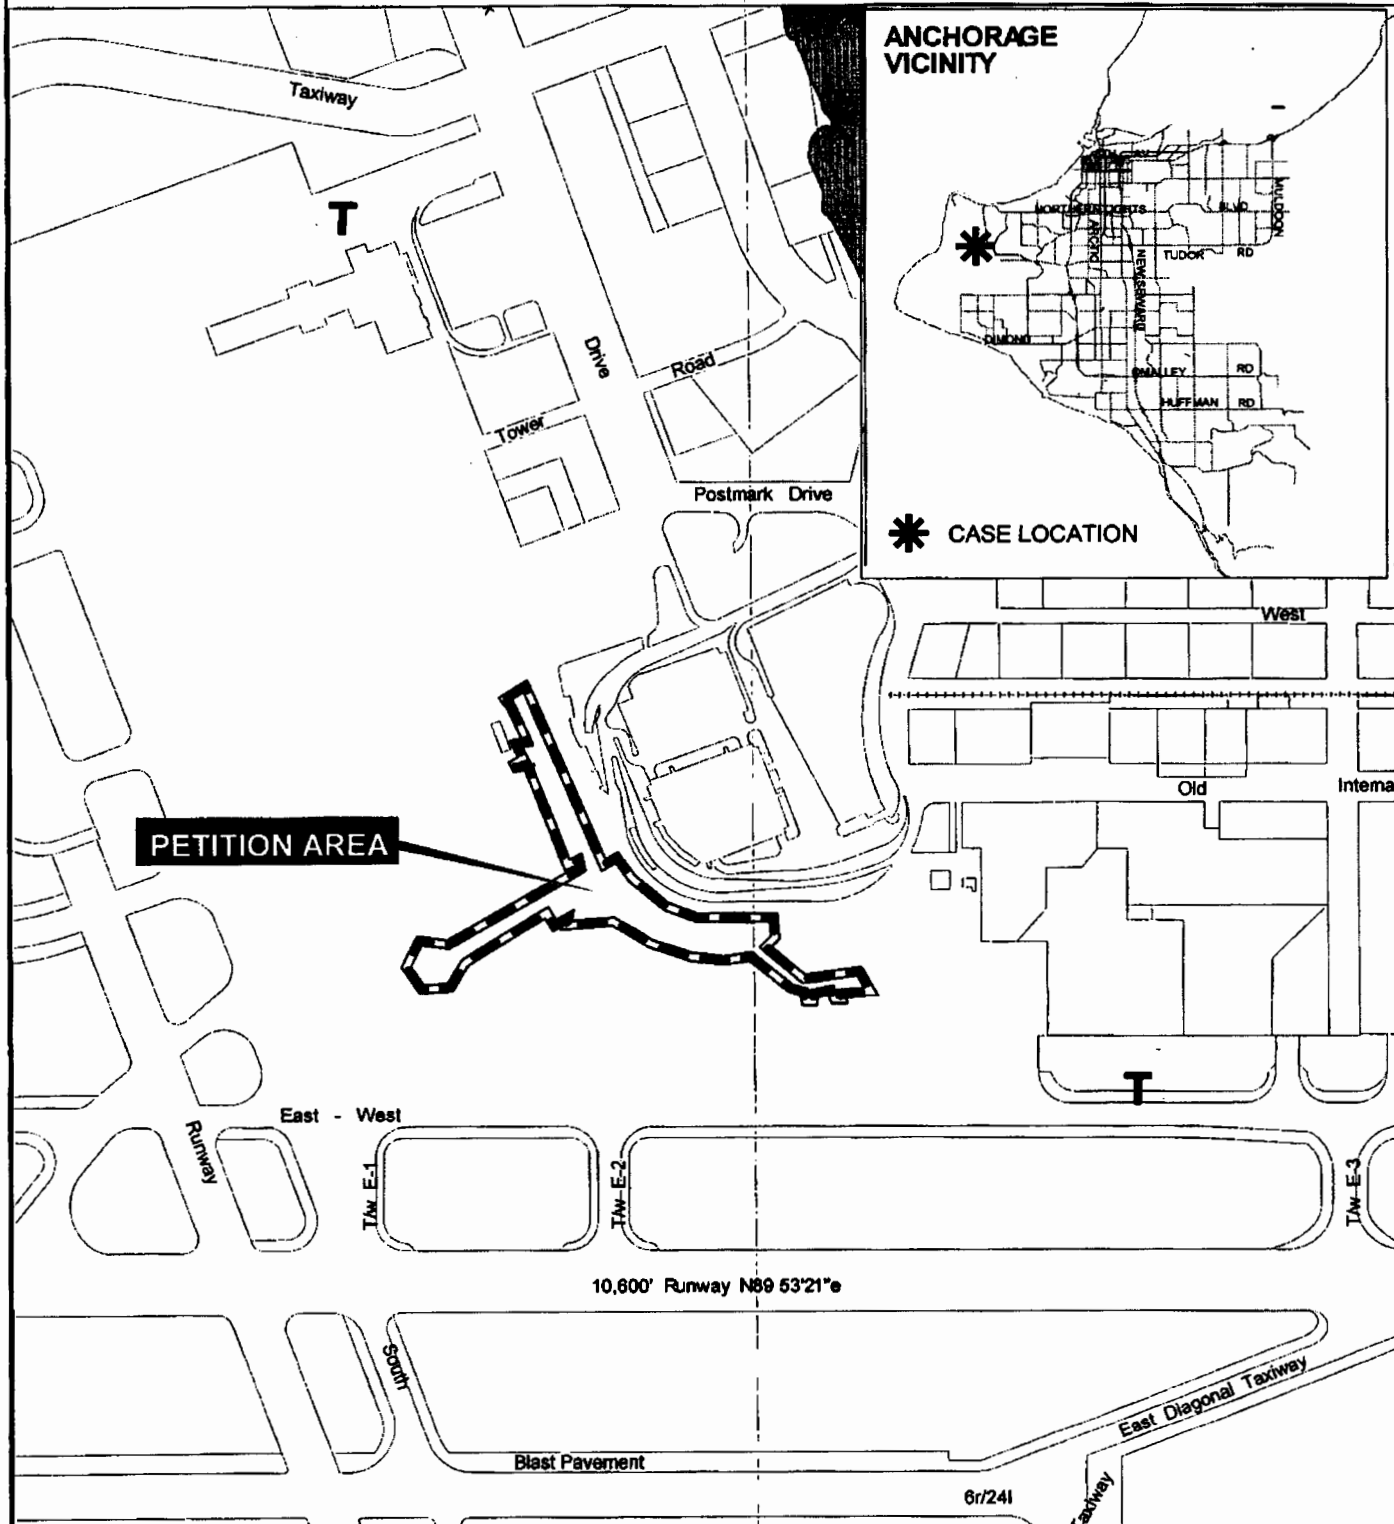 ANCHORAGE
VICINITY
Taxiway
T
MULDOON
NORTHERN LIGHTS
BLVD
ARCTIC
TUDOR RD
NEW SEWARD
DIMOND
OMALLEY RD
HUFFMAN RD
CASE LOCATION
Drive
Road
Tower
Postmark Drive
West
Old
Interna
PETITION AREA
T
East - West
Runway
T/w E-1
T/w E-2
T/w E-3
10,600' Runway N89 53'21"e
South
East Diagonal Taxiway
Blast Pavement
6r/24l
Taxiway